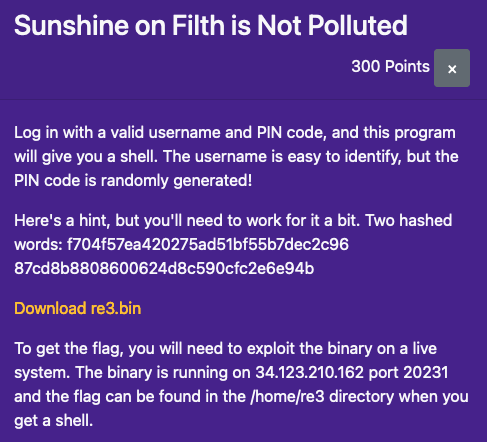 Sunshine on Filth is Not Polluted
300 Points ×
Log in with a valid username and PIN code, and this program
will give you a shell. The username is easy to identify, but the
PIN code is randomly generated!
Here's a hint, but you'll need to work for it a bit. Two hashed
words: f704f57ea420275ad51bf55b7dec2c96
87cd8b8808600624d8c590cfc2e6e94b
Download re3.bin
To get the flag, you will need to exploit the binary on a live
system. The binary is running on 34.123.210.162 port 20231
and the flag can be found in the /home/re3 directory when you
get a shell.